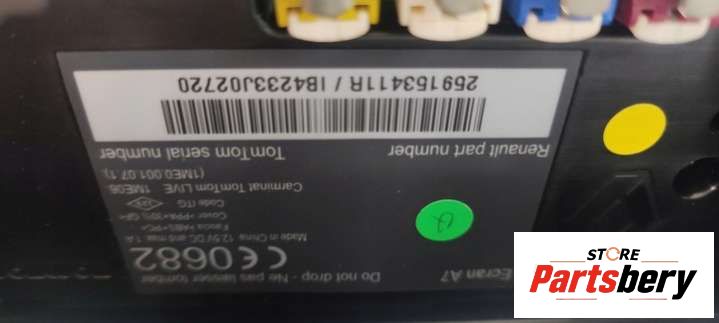 Ecran A7
Do not drop - Ne pas laisser tomber
CE 0682
Made in China 12.5V DC and max. 1 A
Code ITG
Carminat TomTom LIVE 1ME06
(1ME0.001.07.1)
Renault part number
TomTom serial number
259153411R / IB4233J02720
STORE
Partsbery